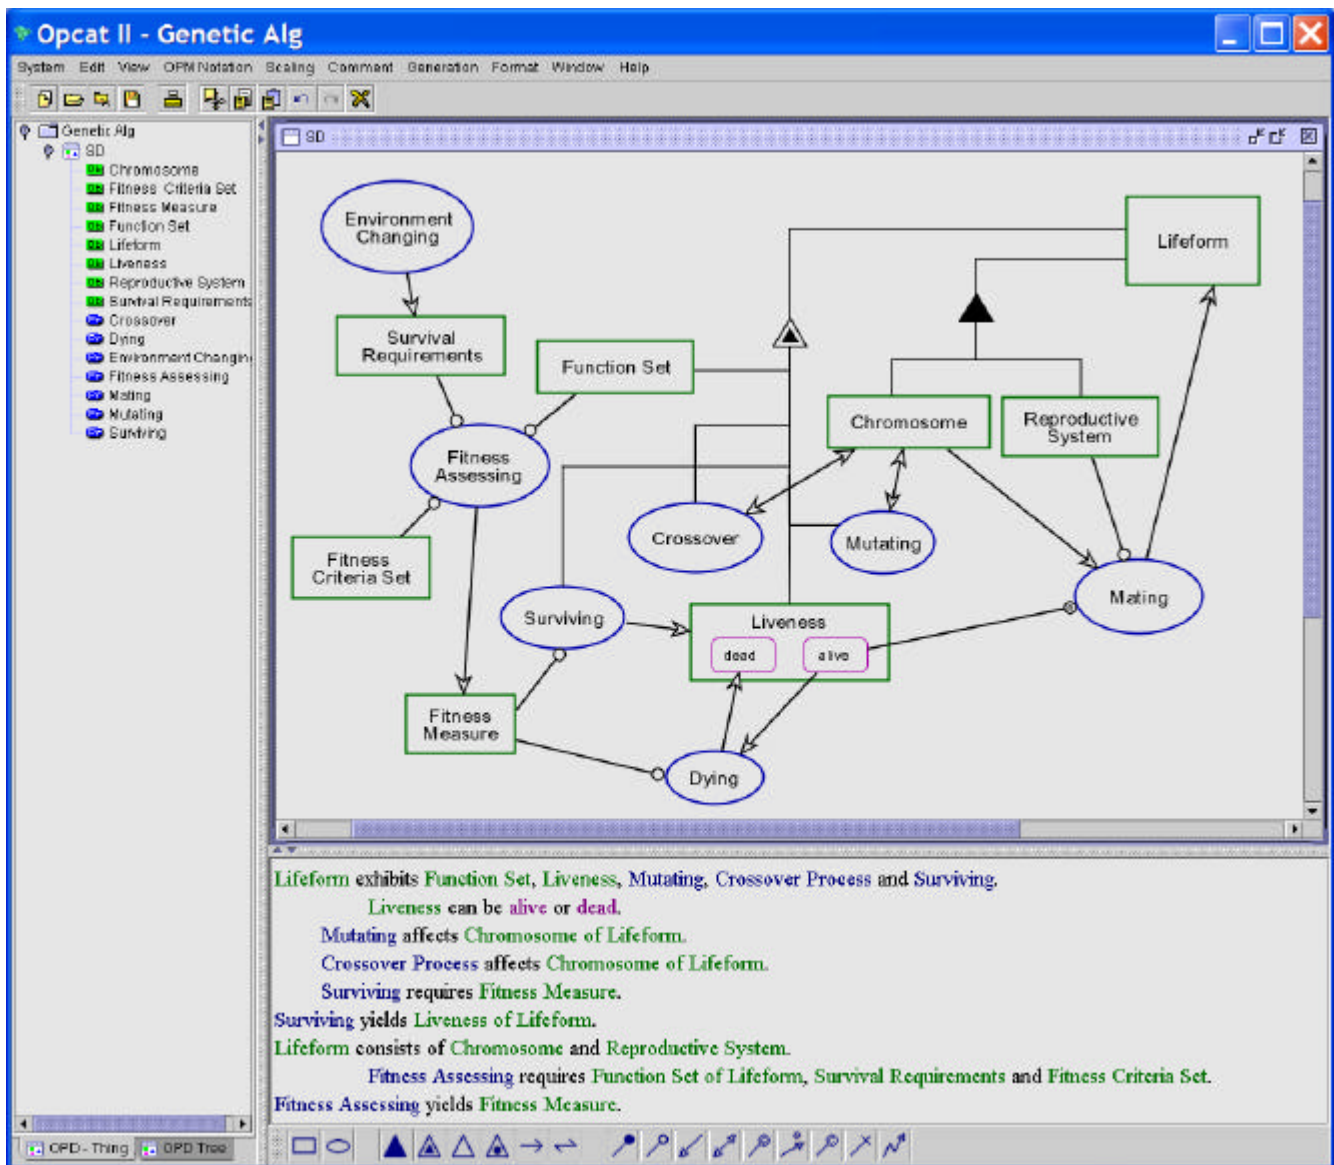 Opcat II - Genetic Alg
System Edit View OPM Notation Scaling Comment Generation Format Window Help
Genetic Alg
SD
Chromosome
Fitness Criteria Set
Fitness Measure
Function Set
Lifeform
Liveness
Reproductive System
Survival Requirements
Crossover
Dying
Environment Changin
Fitness Assessing
Mating
Mutating
Surviving
OPD - Thing
OPD Tree
SD
Environment
Changing
Lifeform
Survival
Requirements
Function Set
Chromosome
Reproductive
System
Fitness
Assessing
Crossover
Mutating
Fitness
Criteria Set
Mating
Surviving
Liveness
dead
alive
Fitness
Measure
Dying
Lifeform exhibits Function Set, Liveness, Mutating, Crossover Process and Surviving.
Liveness can be alive or dead.
Mutating affects Chromosome of Lifeform.
Crossover Process affects Chromosome of Lifeform.
Surviving requires Fitness Measure.
Surviving yields Liveness of Lifeform.
Lifeform consists of Chromosome and Reproductive System.
Fitness Assessing requires Function Set of Lifeform, Survival Requirements and Fitness Criteria Set.
Fitness Assessing yields Fitness Measure.